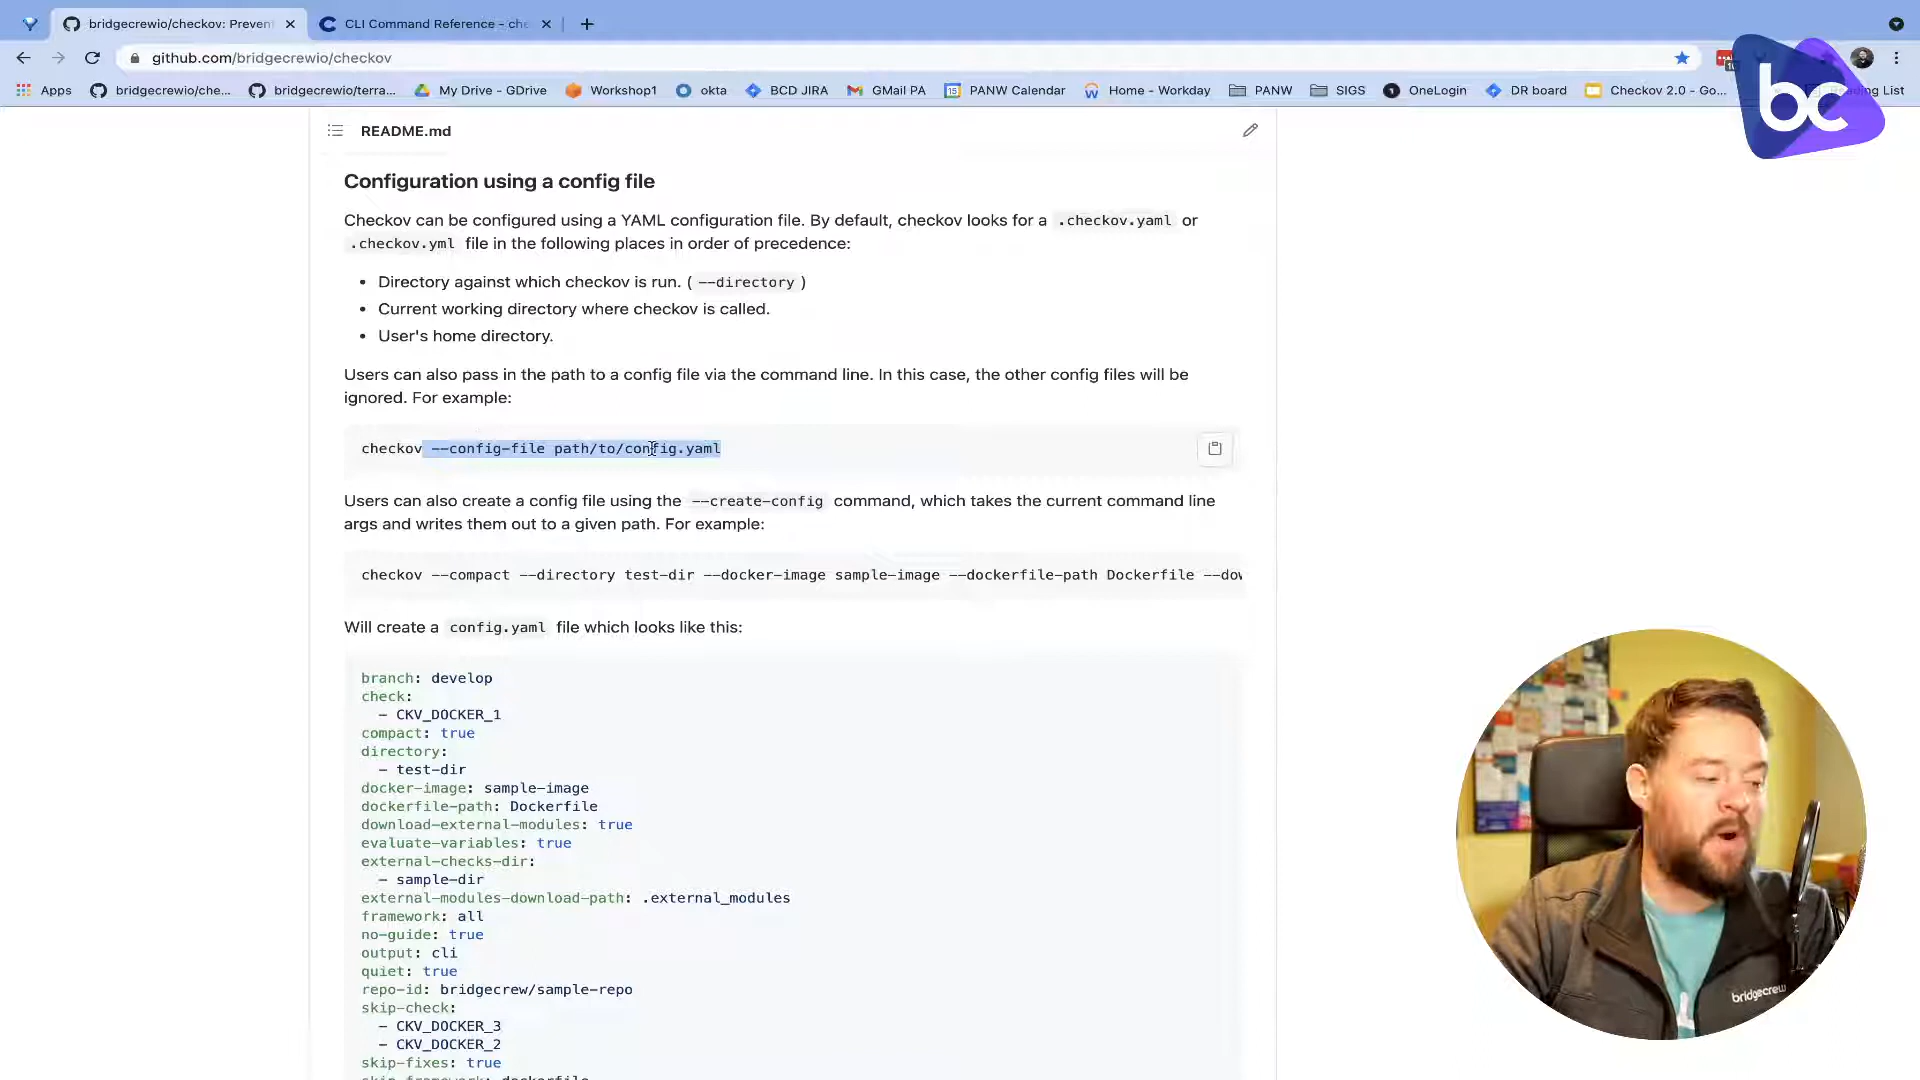 bridgecrewio/checkov: Preven
CLI Command Reference - che
github.com/bridgecrewio/checkov
Apps
bridgecrewio/che...
bridgecrewio/terra...
My Drive - GDrive
Workshop1
okta
BCD JIRA
GMail PA
15
PANW Calendar
Home - Workday
PANW
SIGS
OneLogin
DR board
Checkov 2.0 - Go...
bc
README.md
Configuration using a config file
Checkov can be configured using a YAML configuration file. By default, checkov looks for a .checkov.yaml or
.checkov.yml file in the following places in order of precedence:
• Directory against which checkov is run. ( --directory )
• Current working directory where checkov is called.
• User's home directory.
Users can also pass in the path to a config file via the command line. In this case, the other config files will be
ignored. For example:
checkov --config-file path/to/config.yaml
Users can also create a config file using the --create-config command, which takes the current command line
args and writes them out to a given path. For example:
checkov --compact --directory test-dir --docker-image sample-image --dockerfile-path Dockerfile --dow
Will create a config.yaml file which looks like this:
branch: develop
check:
- CKV_DOCKER_1
compact: true
directory:
- test-dir
docker-image: sample-image
dockerfile-path: Dockerfile
download-external-modules: true
evaluate-variables: true
external-checks-dir:
- sample-dir
external-modules-download-path: .external_modules
framework: all
no-guide: true
output: cli
quiet: true
repo-id: bridgecrew/sample-repo
skip-check:
- CKV_DOCKER_3
- CKV_DOCKER_2
skip-fixes: true
skip-framework: dockerfile
bridgecrew